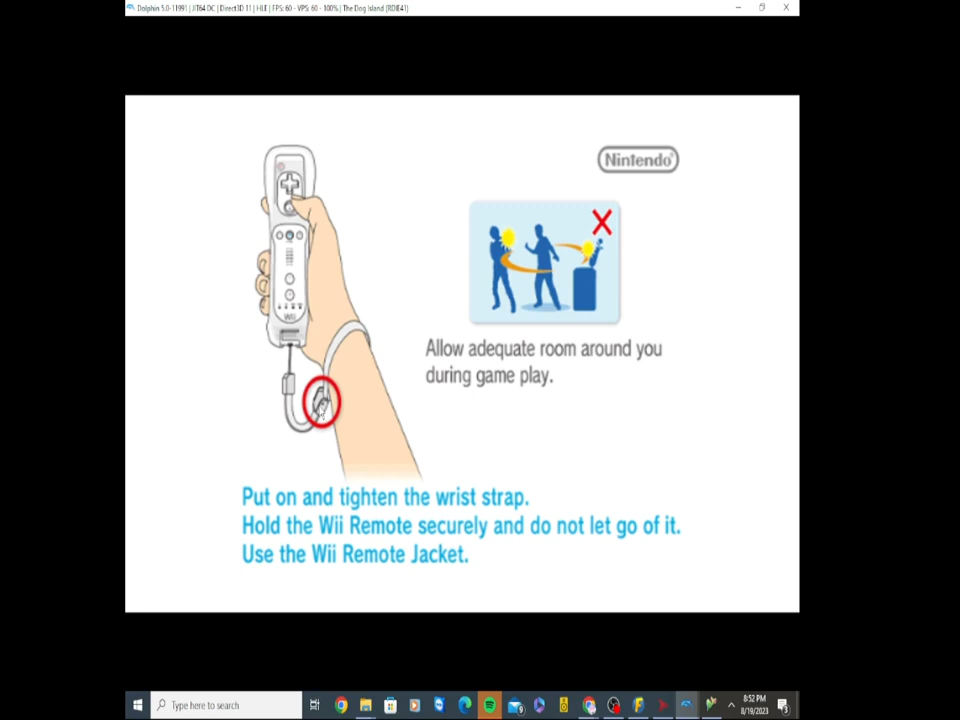 Dolphin 5.0-11991 | JIT64 DC | Direct3D 11 | HLE | FPS: 60 - VPS: 60 - 100% | The Dog Island (RDIE41)
Nintendo
Wii
Allow adequate room around you
during game play.
Put on and tighten the wrist strap.
Hold the Wii Remote securely and do not let go of it.
Use the Wii Remote Jacket.
Type here to search
8:52 PM
8/19/2023